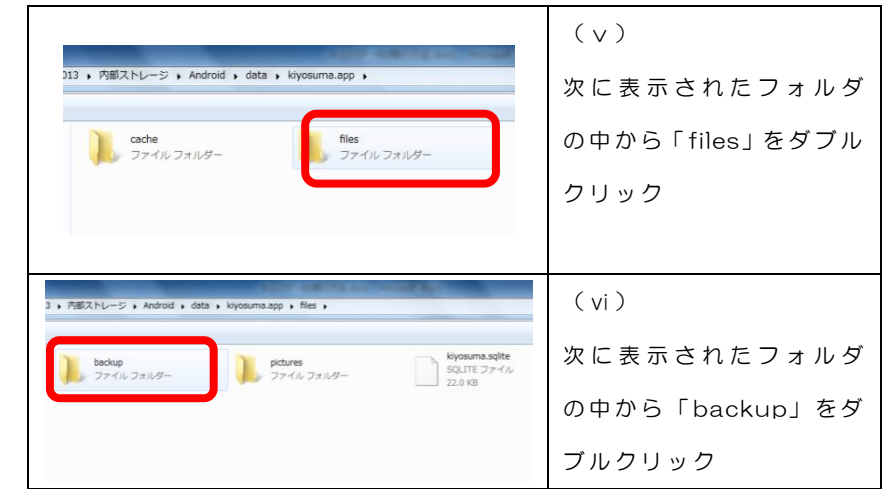 013 ▸ 内部ストレージ ▸ Android ▸ data ▸ kiyosuma.app ▸
cache
ファイル フォルダー
files
ファイル フォルダー
（ⅴ）
次に表示されたフォルダ
の中から「files」をダブル
クリック
3 ▸ 内部ストレージ ▸ Android ▸ data ▸ kiyosuma.app ▸ files ▸
backup
ファイル フォルダー
pictures
ファイル フォルダー
kiyosuma.sqlite
SQLITE ファイル
22.0 KB
（ⅵ）
次に表示されたフォルダ
の中から「backup」をダ
ブルクリック